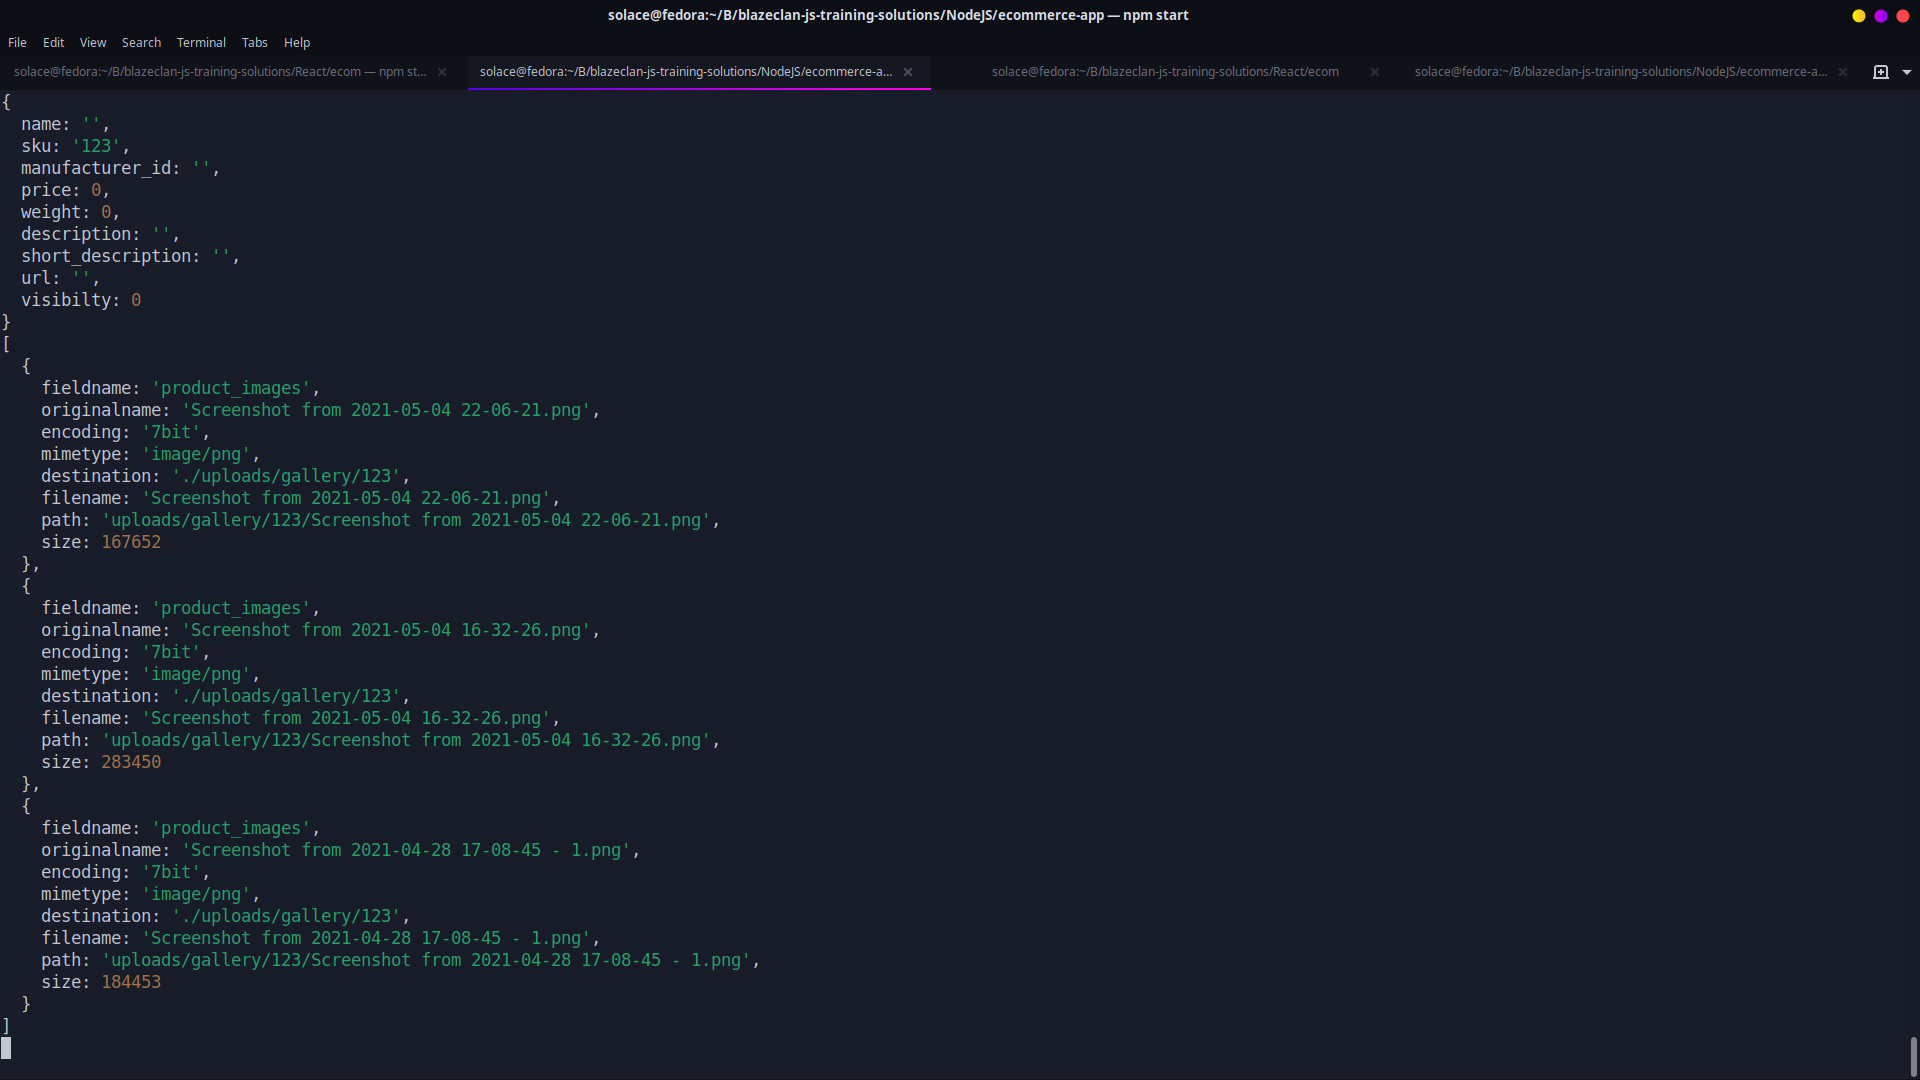 solace@fedora:~/B/blazeclan-js-training-solutions/NodeJS/ecommerce-app — npm start
File Edit View Search Terminal Tabs Help
solace@fedora:~/B/blazeclan-js-training-solutions/React/ecom — npm st... solace@fedora:~/B/blazeclan-js-training-solutions/NodeJS/ecommerce-a... solace@fedora:~/B/blazeclan-js-training-solutions/React/ecom solace@fedora:~/B/blazeclan-js-training-solutions/NodeJS/ecommerce-a...
{
  name: '',
  sku: '123',
  manufacturer_id: '',
  price: 0,
  weight: 0,
  description: '',
  short_description: '',
  url: '',
  visibilty: 0
}
[
  {
    fieldname: 'product_images',
    originalname: 'Screenshot from 2021-05-04 22-06-21.png',
    encoding: '7bit',
    mimetype: 'image/png',
    destination: './uploads/gallery/123',
    filename: 'Screenshot from 2021-05-04 22-06-21.png',
    path: 'uploads/gallery/123/Screenshot from 2021-05-04 22-06-21.png',
    size: 167652
  },
  {
    fieldname: 'product_images',
    originalname: 'Screenshot from 2021-05-04 16-32-26.png',
    encoding: '7bit',
    mimetype: 'image/png',
    destination: './uploads/gallery/123',
    filename: 'Screenshot from 2021-05-04 16-32-26.png',
    path: 'uploads/gallery/123/Screenshot from 2021-05-04 16-32-26.png',
    size: 283450
  },
  {
    fieldname: 'product_images',
    originalname: 'Screenshot from 2021-04-28 17-08-45 - 1.png',
    encoding: '7bit',
    mimetype: 'image/png',
    destination: './uploads/gallery/123',
    filename: 'Screenshot from 2021-04-28 17-08-45 - 1.png',
    path: 'uploads/gallery/123/Screenshot from 2021-04-28 17-08-45 - 1.png',
    size: 184453
  }
]